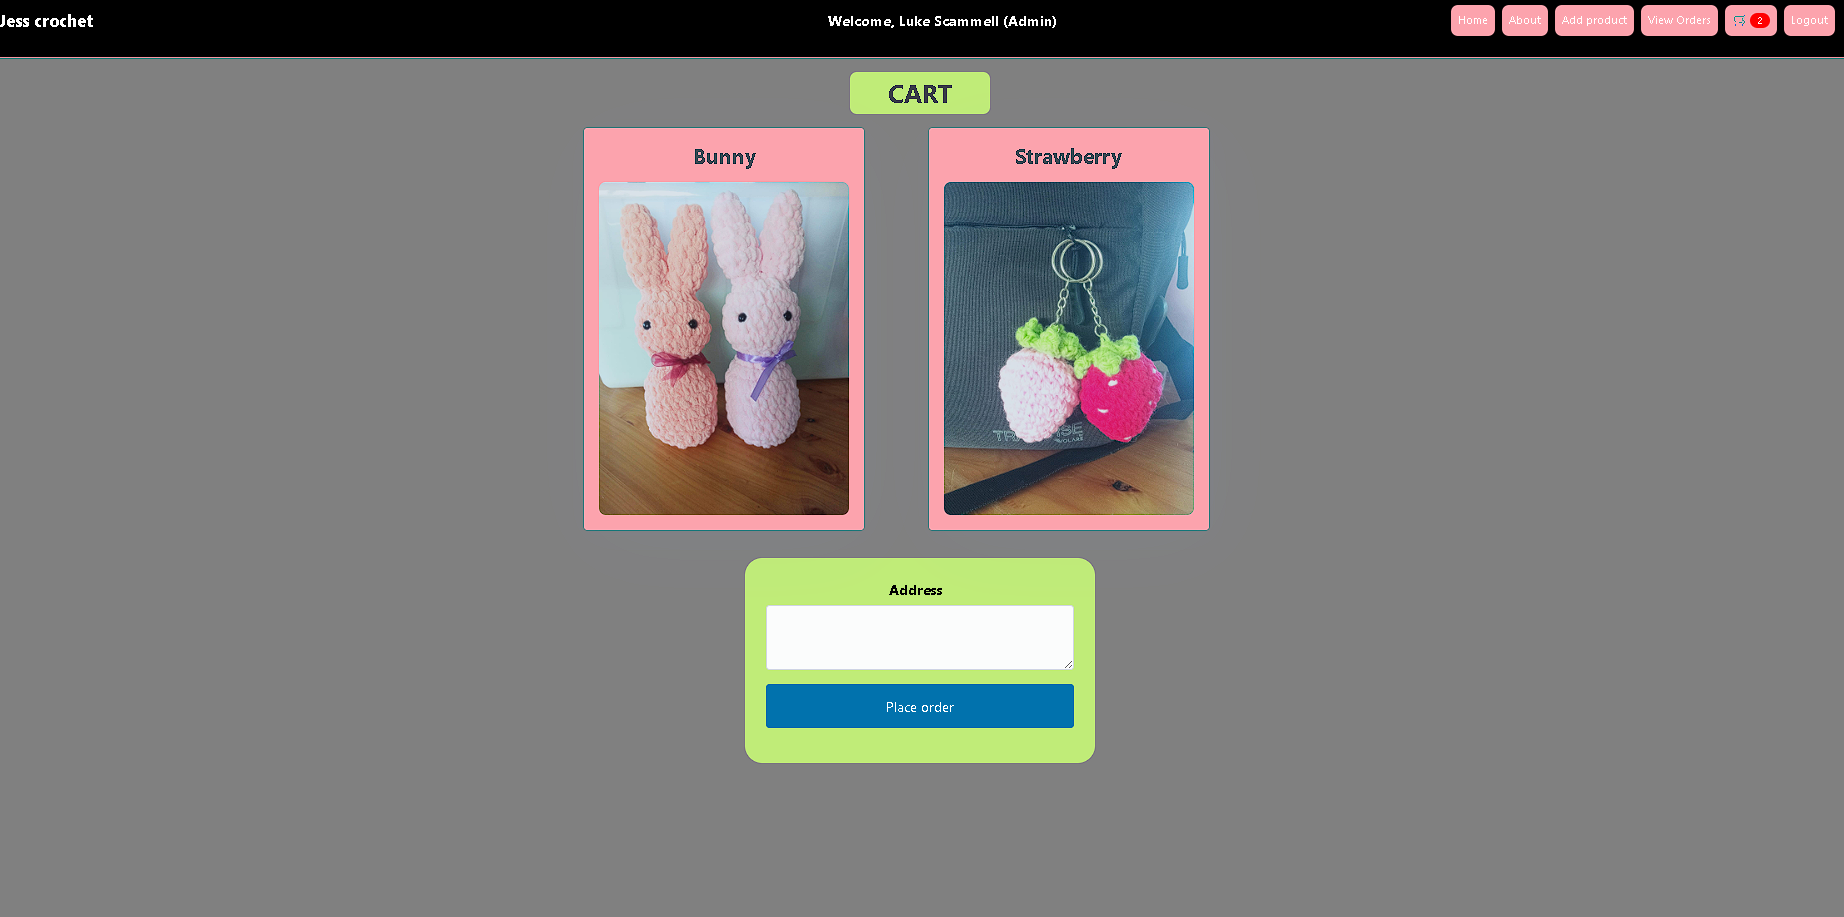 Jess crochet
Welcome, Luke Scammell (Admin)
Home About Add product View Orders 2 Logout
CART
Bunny
Strawberry
Address
Place order